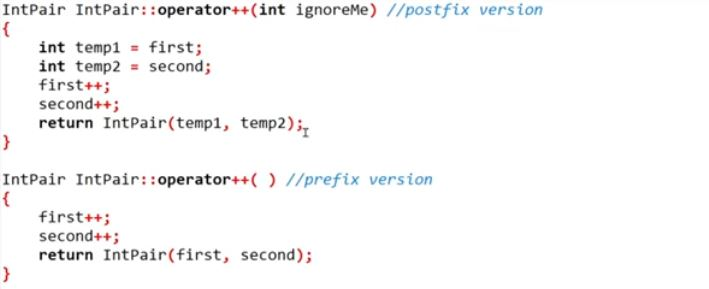 IntPair IntPair::operator++(int ignoreMe) //postfix version
{
    int temp1 = first;
    int temp2 = second;
    first++;
    second++;
    return IntPair(temp1, temp2);
}
IntPair IntPair::operator++( ) //prefix version
{
    first++;
    second++;
    return IntPair(first, second);
}